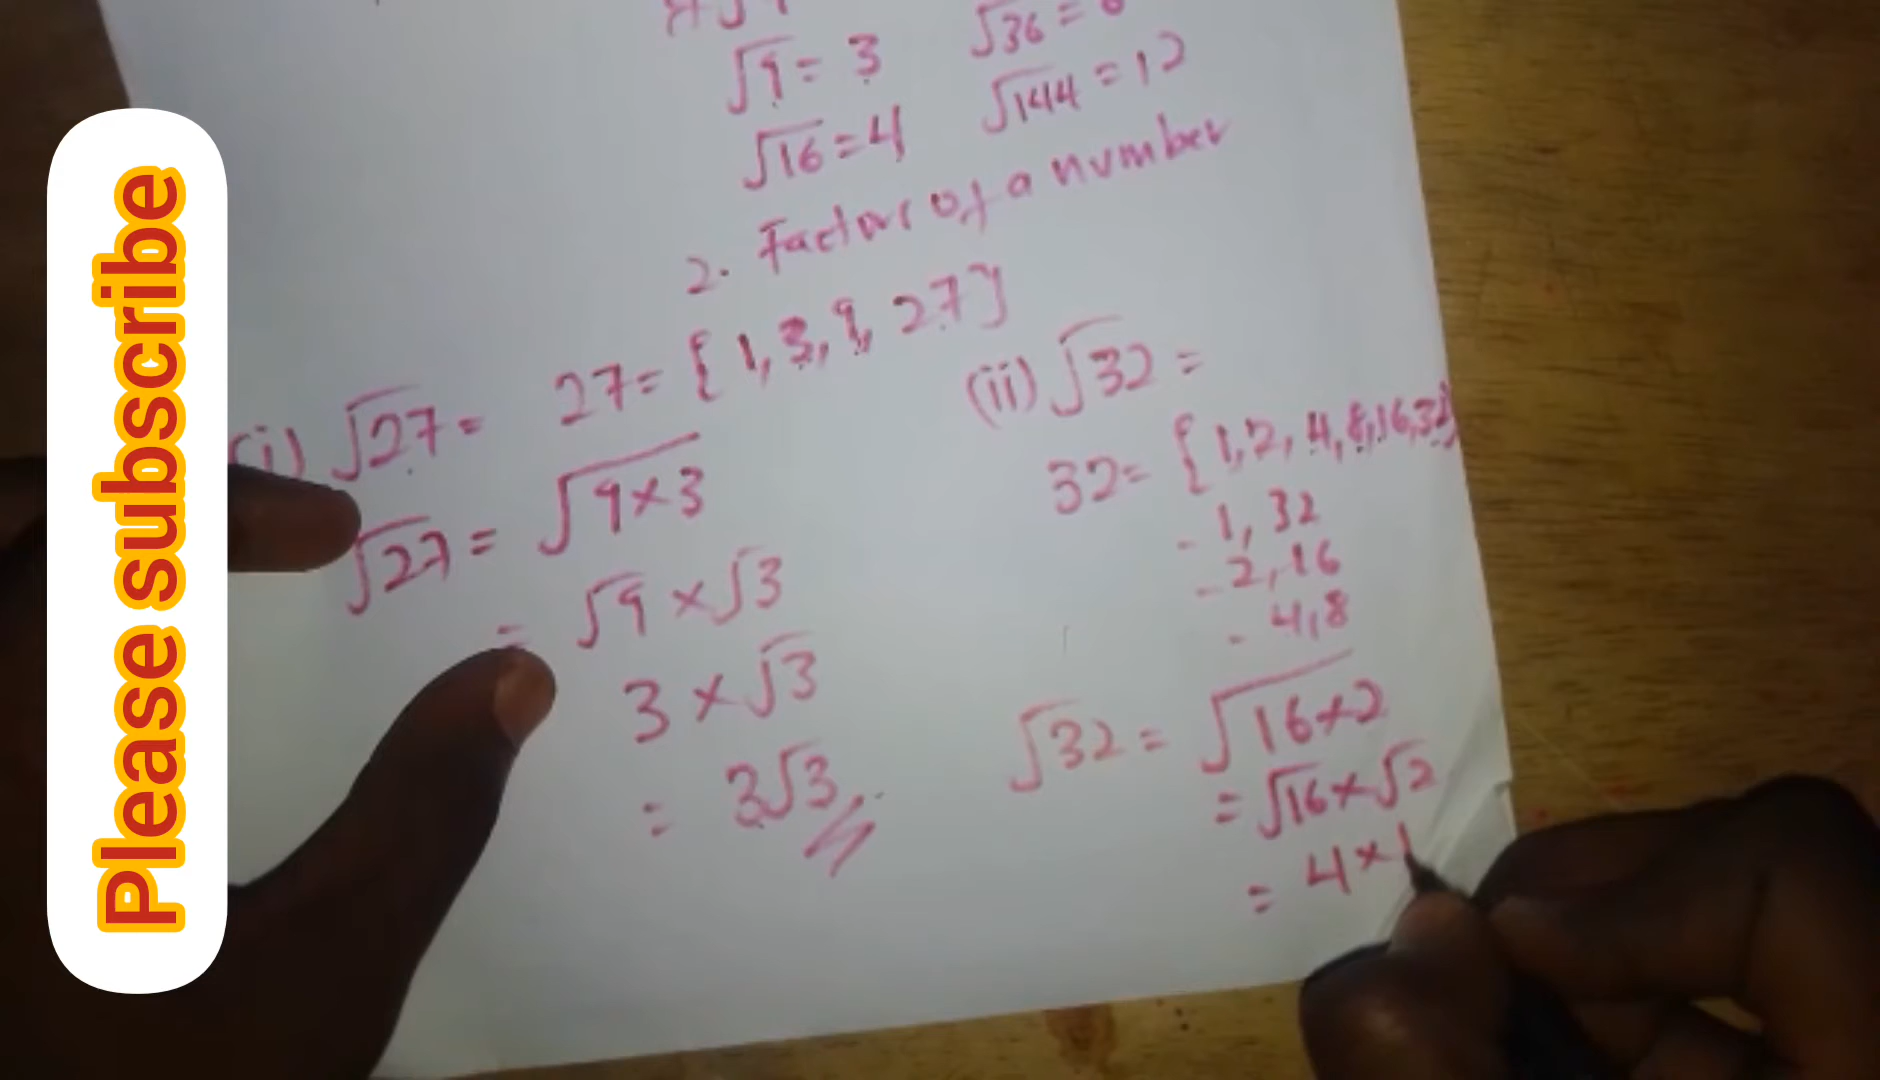 Please subscribe
√9 = 3
√36 =
√16 = 4
√144 = 12
2. Factor of a number
(i) √27 =
27 = {1, 3, 9, 27}
√27 = √9×3
= √9 × √3
3 × √3
= 3√3
(ii) √32 =
32 = {1, 2, 4, 8, 16, 32}
- 1, 32
- 2, 16
- 4, 8
√32 = √16×2
= √16 × √2
= 4 ×